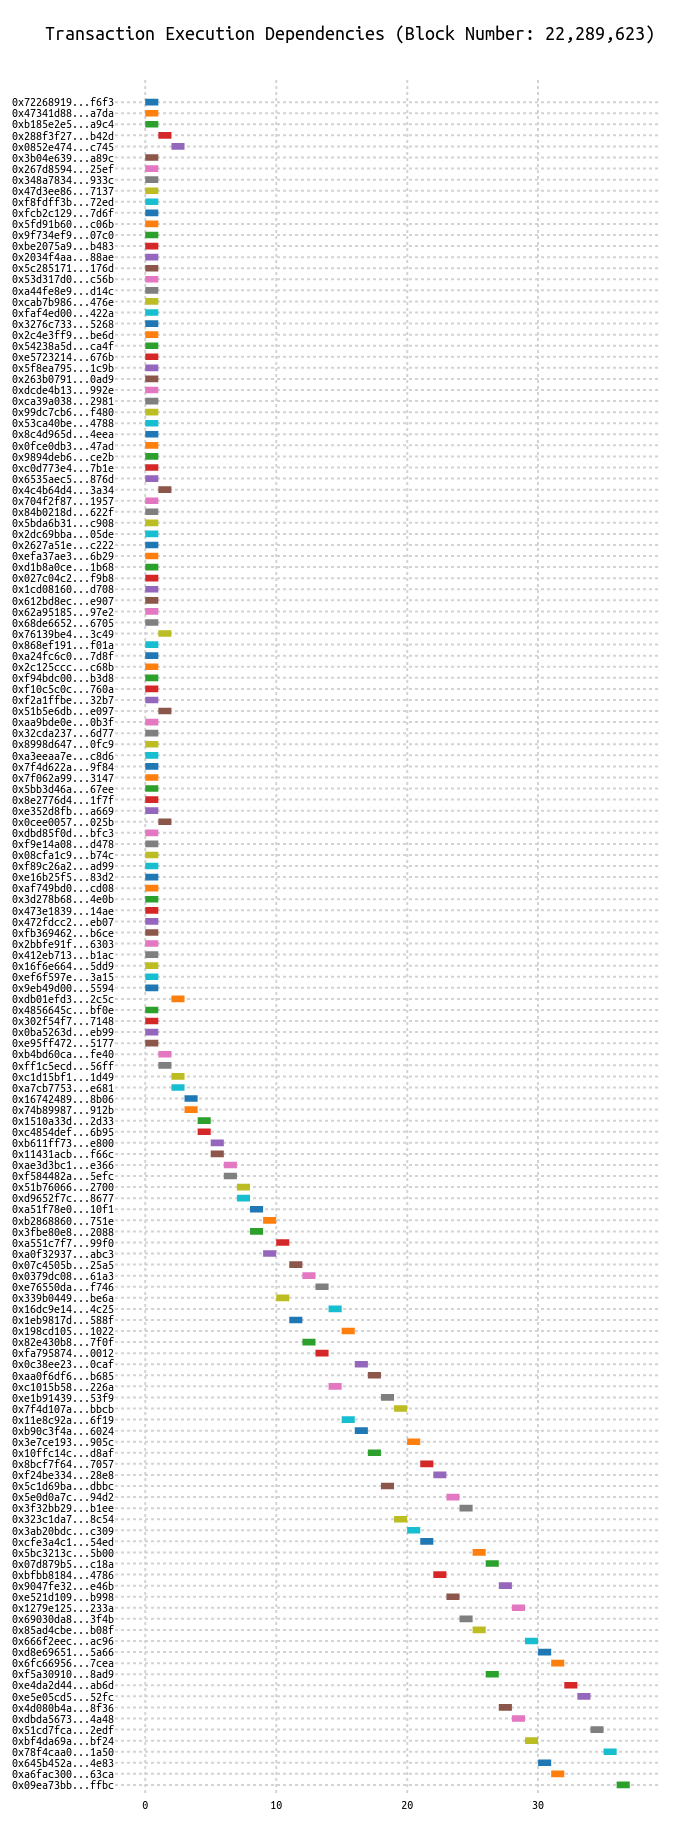 Transaction Execution Dependencies (Block Number: 22,289,623)
0x72268919...f6f3
0x47341d88...a7da
0xb185e2e5...a9c4
0x288f3f27...b42d
0x0852e474...c745
0x3b04e639...a89c
0x267d8594...25ef
0x348a7834...933c
0x47d3ee86...7137
0xf8fdff3b...72ed
0xfcb2c129...7d6f
0x5fd91b60...c06b
0x9f734ef9...07c0
0xbe2075a9...b483
0x2034f4aa...88ae
0x5c285171...176d
0x53d317d0...c56b
0xa44fe8e9...d14c
0xcab7b986...476e
0xfaf4ed00...422a
0x3276c733...5268
0x2c4e3ff9...be6d
0x54238a5d...ca4f
0xe5723214...676b
0x5f8ea795...1c9b
0x263b0791...0ad9
0xdcde4b13...992e
0xca39a038...2981
0x99dc7cb6...f480
0x53ca40be...4788
0x8c4d965d...4eea
0x0fce0db3...47ad
0x9894deb6...ce2b
0xc0d773e4...7b1e
0x6535aec5...876d
0x4c4b64d4...3a34
0x704f2f87...1957
0x84b0218d...622f
0x5bda6b31...c908
0x2dc69bba...05de
0x2627a51e...c222
0xefa37ae3...6b29
0xd1b8a0ce...1b68
0x027c04c2...f9b8
0x1cd08160...d708
0x612bd8ec...e907
0x62a95185...97e2
0x68de6652...6705
0x76139be4...3c49
0x868ef191...f01a
0xa24fc6c0...7d8f
0x2c125ccc...c68b
0xf94bdc00...b3d8
0xf10c5c0c...760a
0xf2a1ffbe...32b7
0x51b5e6db...e097
0xaa9bde0e...0b3f
0x32cda237...6d77
0x8998d647...0fc9
0xa3eeaa7e...c8d6
0x7f4d622a...9f84
0x7f062a99...3147
0x5bb3d46a...67ee
0x8e2776d4...1f7f
0xe352d8fb...a669
0x0cee0057...025b
0xdbd85f0d...bfc3
0xf9e14a08...d478
0x08cfa1c9...b74c
0xf89c26a2...ad99
0xe16b25f5...83d2
0xaf749bd0...cd08
0x3d278b68...4e0b
0x473e1839...14ae
0x472fdcc2...eb07
0xfb369462...b6ce
0x2bbfe91f...6303
0x412eb713...b1ac
0x16f6e664...5dd9
0xef6f597e...3a15
0x9eb49d00...5594
0xdb01efd3...2c5c
0x4856645c...bf0e
0x302f54f7...7148
0x0ba5263d...eb99
0xe95ff472...5177
0xb4bd60ca...fe40
0xff1c5ecd...56ff
0xc1d15bf1...1d49
0xa7cb7753...e681
0x16742489...8b06
0x74b89987...912b
0x1510a33d...2d33
0xc4854def...6b95
0xb611ff73...e800
0x11431acb...f66c
0xae3d3bc1...e366
0xf584482a...5efc
0x51b76066...2700
0xd9652f7c...8677
0xa51f78e0...10f1
0xb2868860...751e
0x3fbe80e8...2088
0xa551c7f7...99f0
0xa0f32937...abc3
0x07c4505b...25a5
0x0379dc08...61a3
0xe76550da...f746
0x339b0449...be6a
0x16dc9e14...4c25
0x1eb9817d...588f
0x198cd105...1022
0x82e430b8...7f0f
0xfa795874...0012
0x0c38ee23...0caf
0xaa0f6df6...b685
0xc1015b58...226a
0xe1b91439...53f9
0x7f4d107a...bbcb
0x11e8c92a...6f19
0xb90c3f4a...6024
0x3e7ce193...905c
0x10ffc14c...d8af
0x8bcf7f64...7057
0xf24be334...28e8
0x5c1d69ba...dbbc
0x5e0d0a7c...94d2
0x3f32bb29...b1ee
0x323c1da7...8c54
0x3ab20bdc...c309
0xcfe3a4c1...54ed
0x5bc3213c...5b00
0x07d879b5...c18a
0xbfbb8184...4786
0x9047fe32...e46b
0xe521d109...b998
0x1279e125...233a
0x69030da8...3f4b
0x85ad4cbe...b08f
0x666f2eec...ac96
0xd8e69651...5a66
0x6fc66956...7cea
0xf5a30910...8ad9
0xe4da2d44...ab6d
0xe5e05cd5...52fc
0x4d080b4a...8f36
0xdbda5673...4a48
0x51cd7fca...2edf
0xbf4da69a...bf24
0x78f4caa0...1a50
0x645b452a...4e83
0xa6fac300...63ca
0x09ea73bb...ffbc
0 10 20 30